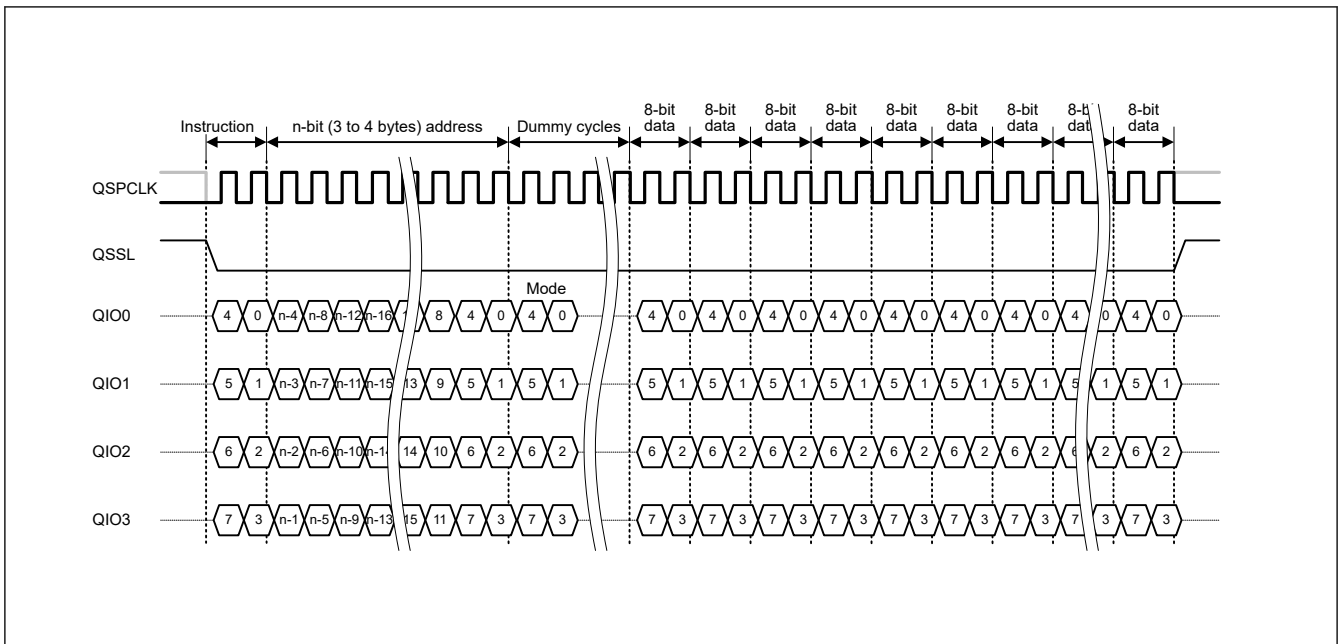 8-bit 8-bit 8-bit 8-bit 8-bit 8-bit 8-bit 8-bit
Instruction n-bit (3 to 4 bytes) address Dummy cycles data data data data data data data data
QSPCLK
QSSL
Mode
QIO0 4 0 n-4 n-8 n-12 n-16 8 4 0 4 0 4 0 4 0 4 0 4 0 4 0 4 0 4 0 4 0 4 0
QIO1 5 1 n-3 n-7 n-11 n-15 13 9 5 1 5 1 5 1 5 1 5 1 5 1 5 1 5 1 5 1 5 1 5 1
QIO2 6 2 n-2 n-6 n-10 n-14 14 10 6 2 6 2 6 2 6 2 6 2 6 2 6 2 6 2 6 2 6 2 6 2
QIO3 7 3 n-1 n-5 n-9 n-13 15 11 7 3 7 3 7 3 7 3 7 3 7 3 7 3 7 3 7 3 7 3 7 3